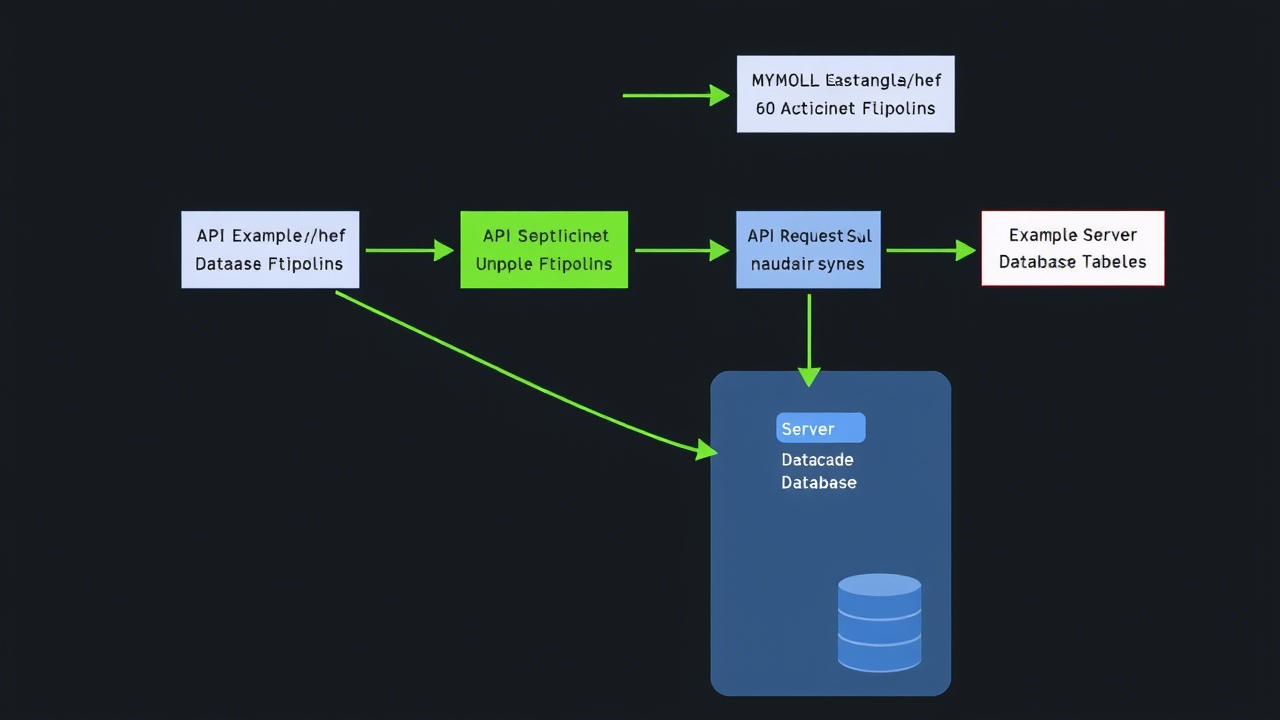 MYMOLL Eastangla/hef
60 Acticinet Flipolins
API Example//hef
Dataase Ftipolins
API Septlicinet
Unpple Ftipolins
API Request Sul
naudair synes
Example Server
Database Tabeles
Server
Datacade
Database